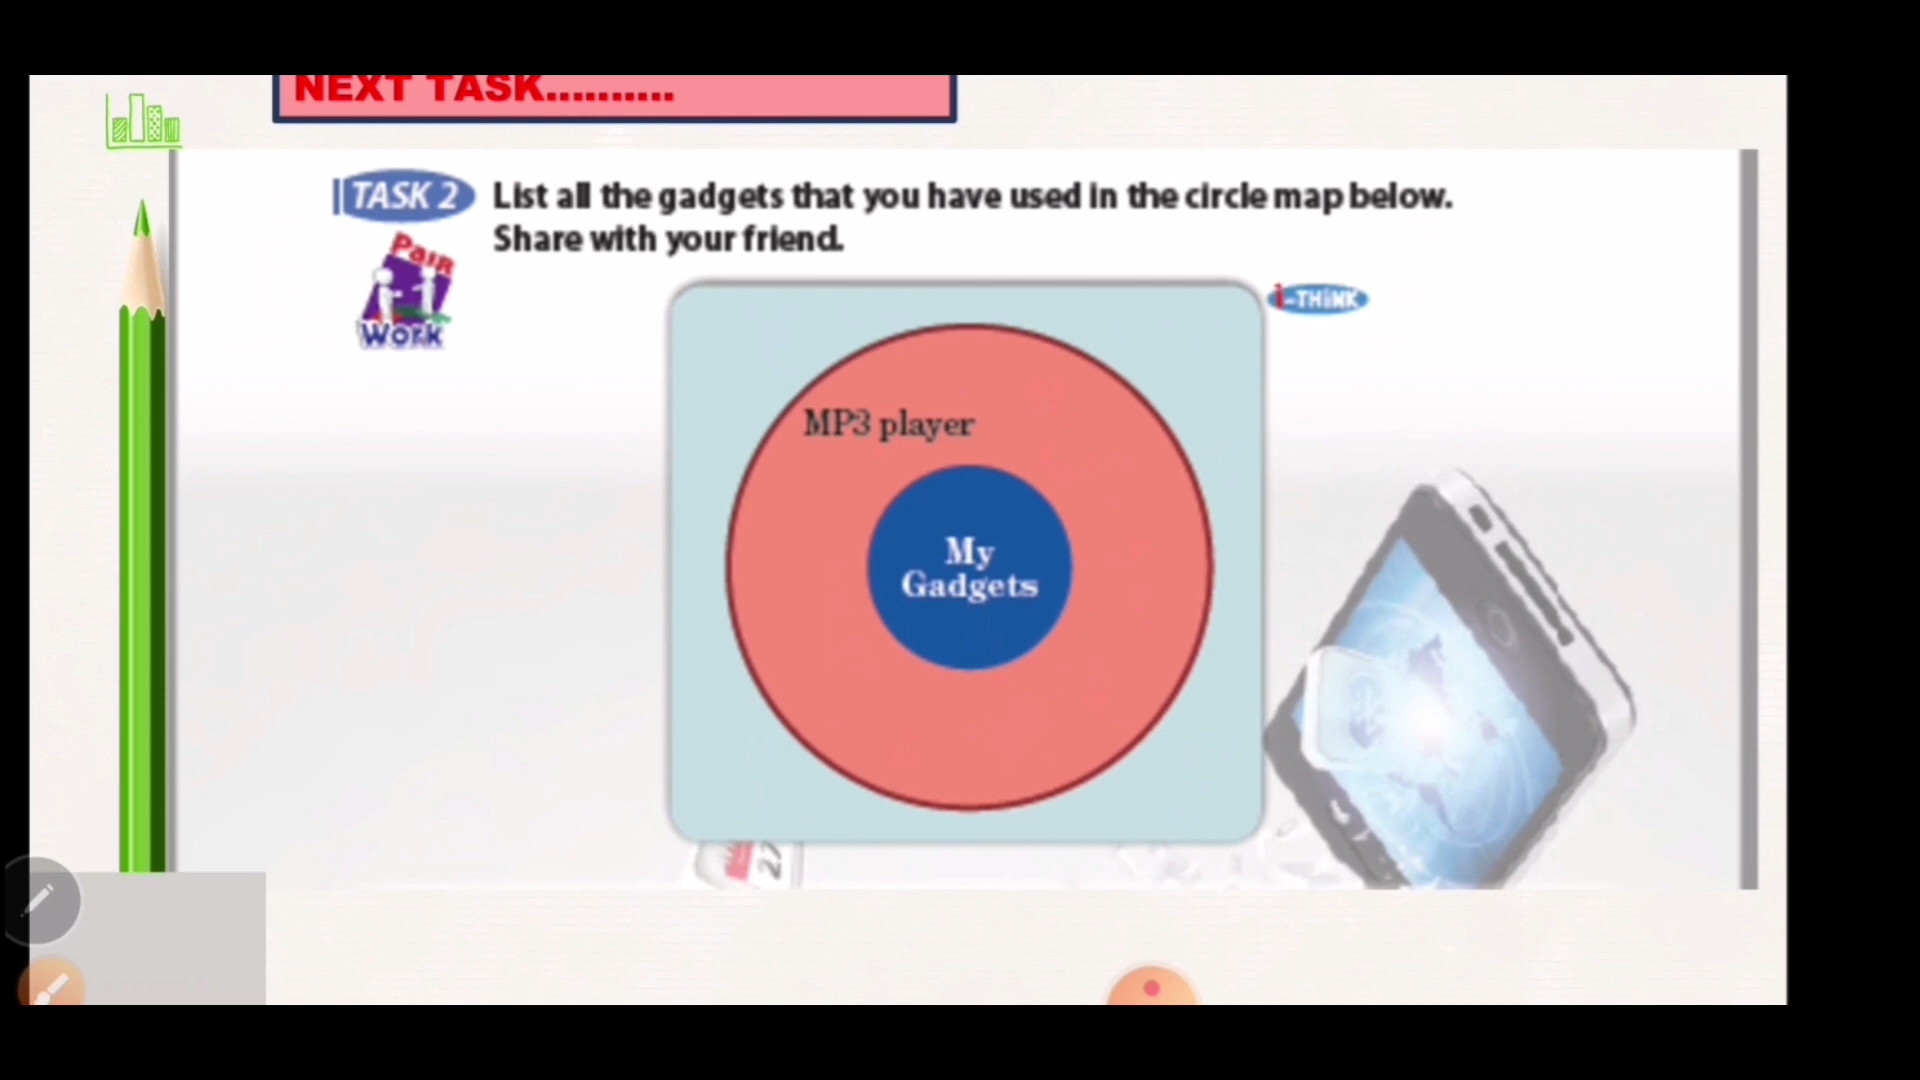 NEXT TASK..........
TASK 2
List all the gadgets that you have used in the circle map below.
Share with your friend.
Pair
Work
i-THiNK
MP3 player
My
Gadgets
27